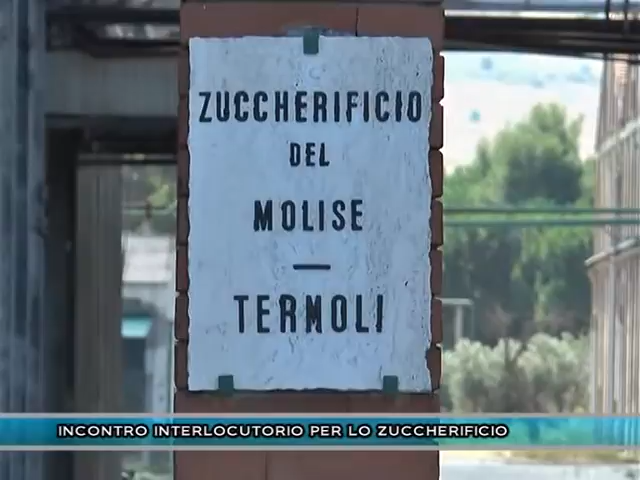 ZUCCHERIFICIO
DEL
MOLISE
—
TERMOLI
INCONTRO INTERLOCUTORIO PER LO ZUCCHERIFICIO